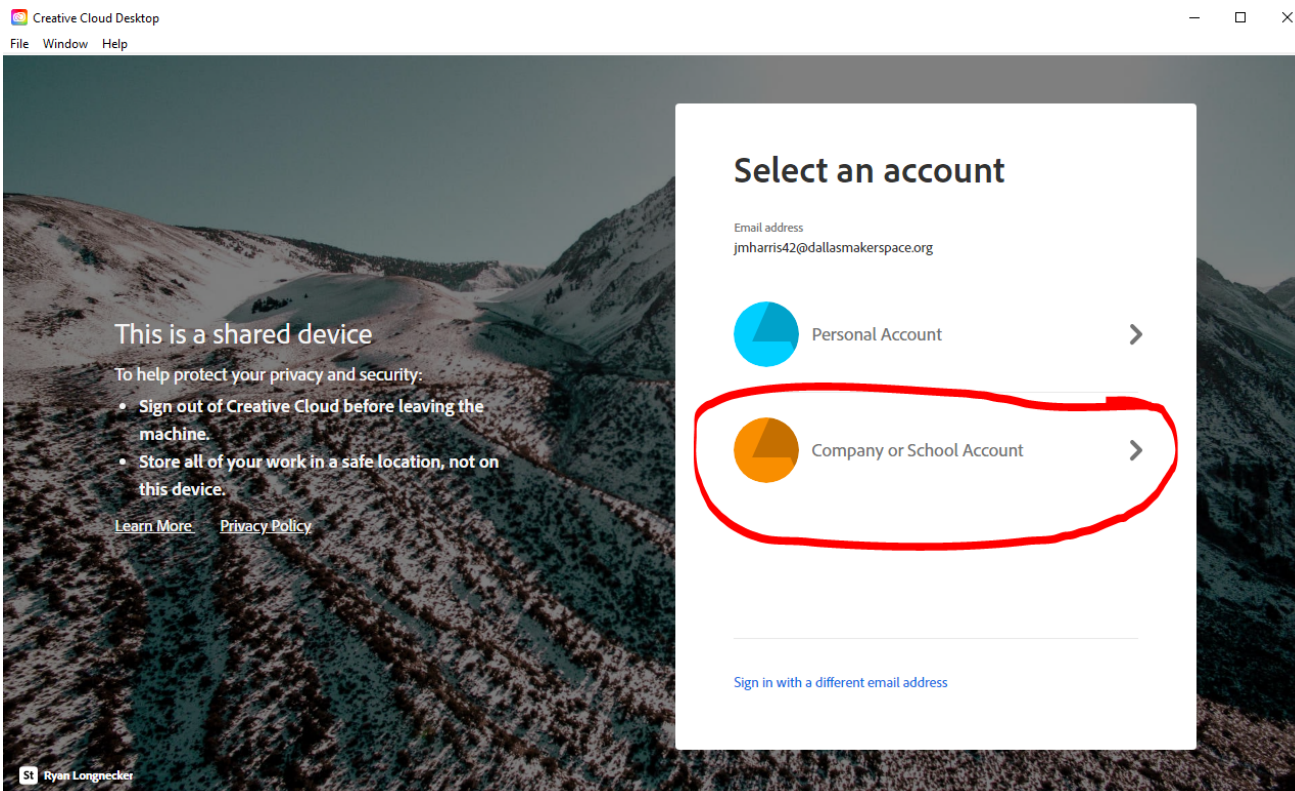 Creative Cloud Desktop
File Window Help
Select an account
Email address
jmharris42@dallasmakerspace.org
Personal Account
Company or School Account
Sign in with a different email address
This is a shared device
To help protect your privacy and security:
• Sign out of Creative Cloud before leaving the
machine.
• Store all of your work in a safe location, not on
this device.
Learn More Privacy Policy
St Ryan Longnecker